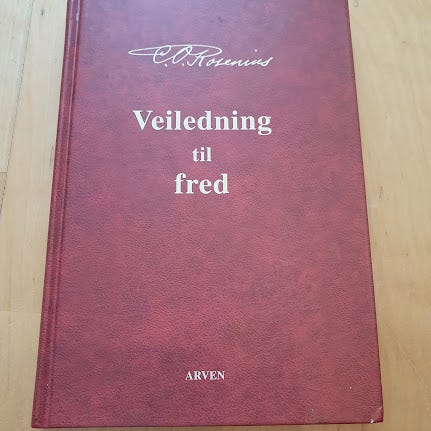 C.O. Rosenius
Veiledning
til
fred
ARVEN